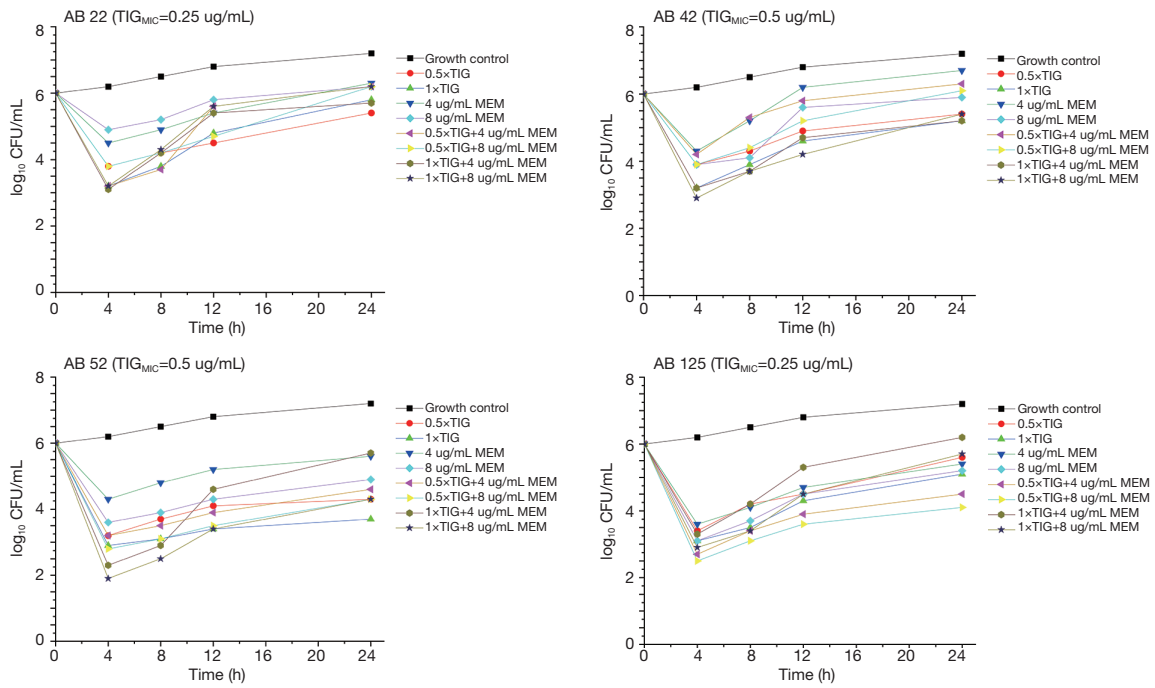 AB 22 (TIGMIC=0.25 ug/mL)
8
6
4
2
0
log10 CFU/mL
0 4 8 12 16 20 24
Time (h)
Growth control
0.5×TIG
1×TIG
4 ug/mL MEM
8 ug/mL MEM
0.5×TIG+4 ug/mL MEM
0.5×TIG+8 ug/mL MEM
1×TIG+4 ug/mL MEM
1×TIG+8 ug/mL MEM
AB 42 (TIGMIC=0.5 ug/mL)
8
6
4
2
0
log10 CFU/mL
0 4 8 12 16 20 24
Time (h)
Growth control
0.5×TIG
1×TIG
4 ug/mL MEM
8 ug/mL MEM
0.5×TIG+4 ug/mL MEM
0.5×TIG+8 ug/mL MEM
1×TIG+4 ug/mL MEM
1×TIG+8 ug/mL MEM
AB 52 (TIGMIC=0.5 ug/mL)
8
6
4
2
0
log10 CFU/mL
0 4 8 12 16 20 24
Time (h)
Growth control
0.5×TIG
1×TIG
4 ug/mL MEM
8 ug/mL MEM
0.5×TIG+4 ug/mL MEM
0.5×TIG+8 ug/mL MEM
1×TIG+4 ug/mL MEM
1×TIG+8 ug/mL MEM
AB 125 (TIGMIC=0.25 ug/mL)
8
6
4
2
0
log10 CFU/mL
0 4 8 12 16 20 24
Time (h)
Growth control
0.5×TIG
1×TIG
4 ug/mL MEM
8 ug/mL MEM
0.5×TIG+4 ug/mL MEM
0.5×TIG+8 ug/mL MEM
1×TIG+4 ug/mL MEM
1×TIG+8 ug/mL MEM